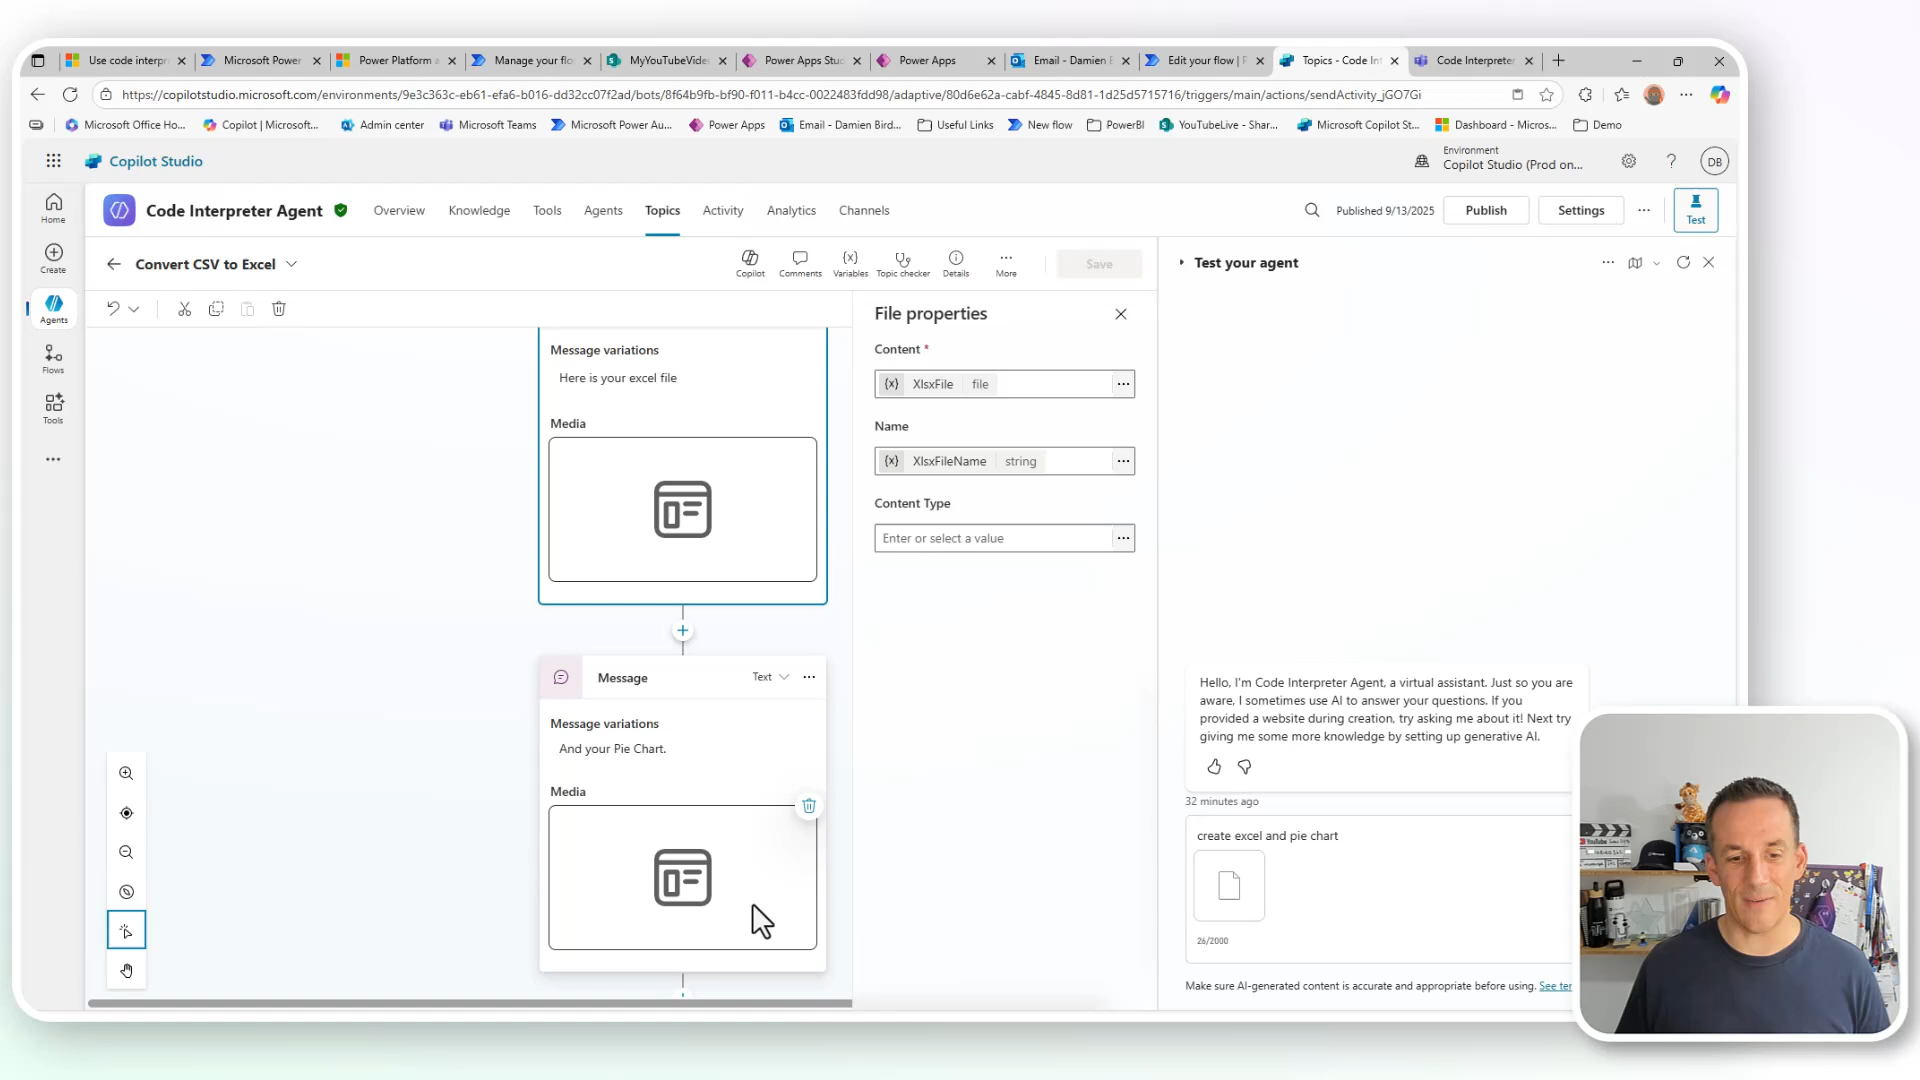 Use code interpr
Microsoft Power
Power Platform a
Manage your flo
MyYouTubeVide
Power Apps Stud
Power Apps
Email - Damien B
Edit your flow | P
Topics - Code Int
Code Interpreter
https://copilotstudio.microsoft.com/environments/9e3c363c-eb61-efa6-b016-dd32cc07f2ad/bots/8f64b9fb-bf90-f011-b4cc-0022483fdd98/adaptive/80d6e62a-cabf-4845-8d81-1d25d5715716/triggers/main/actions/sendActivity_jGO7Gi
Microsoft Office Ho...
Copilot | Microsoft...
Admin center
Microsoft Teams
Microsoft Power Au...
Power Apps
Email - Damien Bird...
Useful Links
New flow
PowerBI
YouTubeLive - Shar...
Microsoft Copilot St...
Dashboard - Micros...
Demo
Copilot Studio
Environment
Copilot Studio (Prod on...
DB
Home
Create
Agents
Flows
Tools
Code Interpreter Agent
Overview
Knowledge
Tools
Agents
Topics
Activity
Analytics
Channels
Published 9/13/2025
Publish
Settings
Test
Convert CSV to Excel
Copilot
Comments
Variables
Topic checker
Details
More
Save
Test your agent
Message variations
Here is your excel file
Media
Message
Text
Message variations
And your Pie Chart.
Media
File properties
Content *
{x} XlsxFile file
Name
{x} XlsxFileName string
Content Type
Enter or select a value
Hello, I'm Code Interpreter Agent, a virtual assistant. Just so you are
aware, I sometimes use AI to answer your questions. If you
provided a website during creation, try asking me about it! Next try
giving me some more knowledge by setting up generative AI.
32 minutes ago
create excel and pie chart
26/2000
Make sure AI-generated content is accurate and appropriate before using. See ter